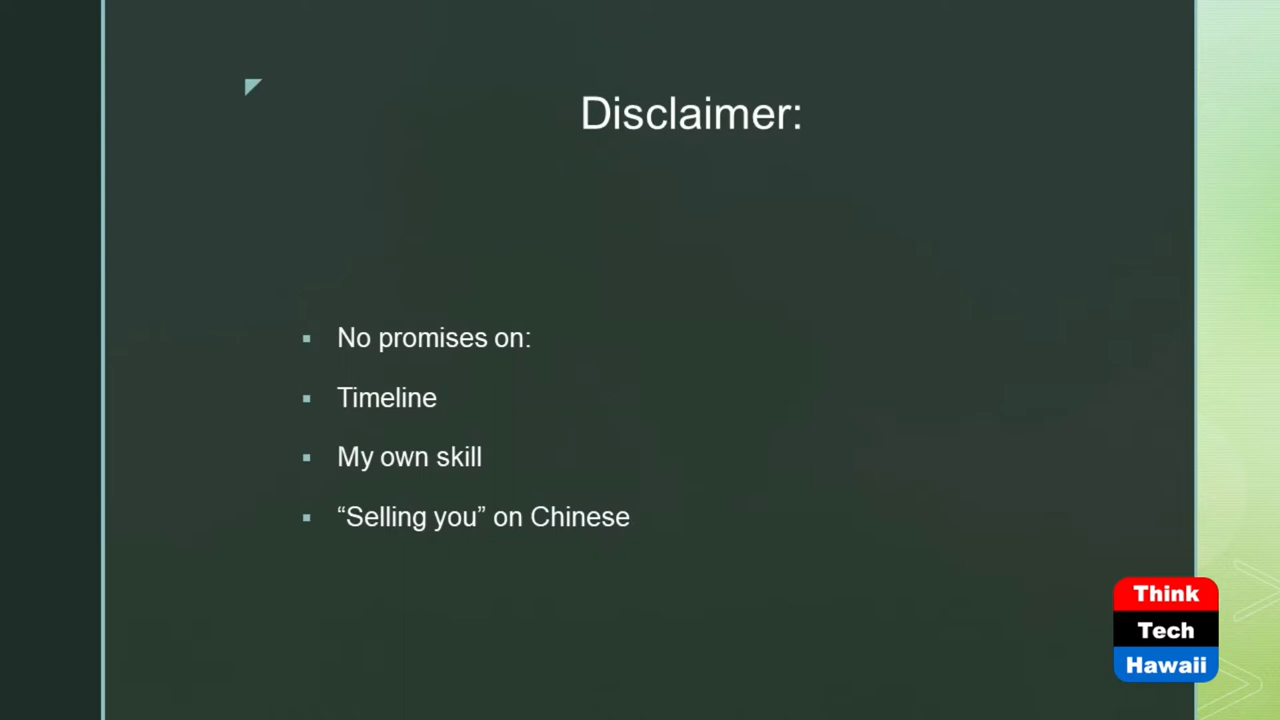 Disclaimer:
No promises on:
Timeline
My own skill
“Selling you” on Chinese
Think
Tech
Hawaii